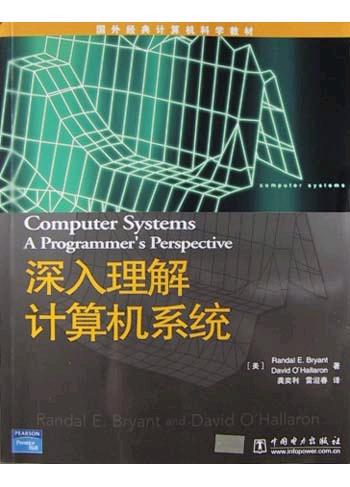 国外经典计算机科学教材
computer systems
Computer Systems
A Programmer's Perspective
深入理解
计算机系统
[美] Randal E. Bryant
David O'Hallaron 著
龚奕利 雷迎春 译
Randal E. Bryant and David O'Hallaron
PEARSON
Prentice
Hall
中国电力出版社
www.infopower.com.cn